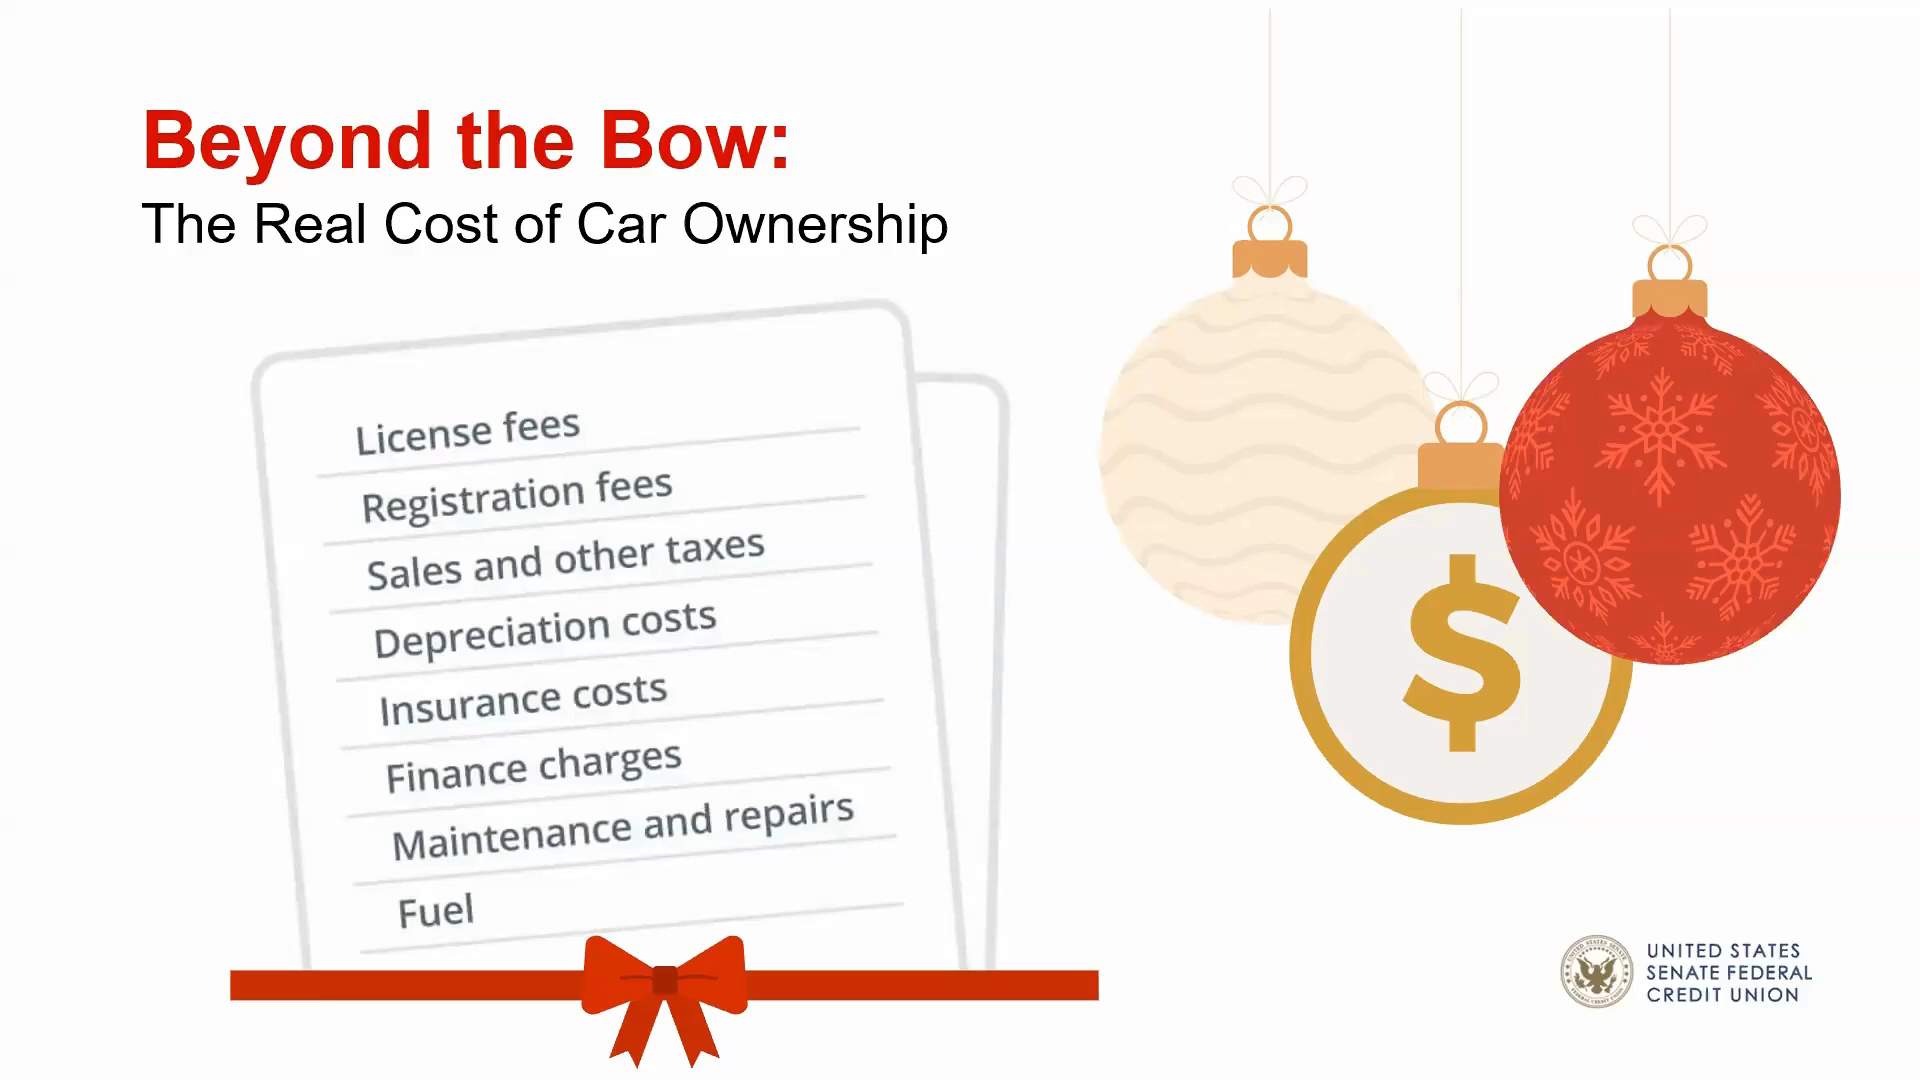 Beyond the Bow:
The Real Cost of Car Ownership
License fees
Registration fees
Sales and other taxes
Depreciation costs
Insurance costs
Finance charges
Maintenance and repairs
Fuel
$
UNITED STATES
SENATE FEDERAL
CREDIT UNION